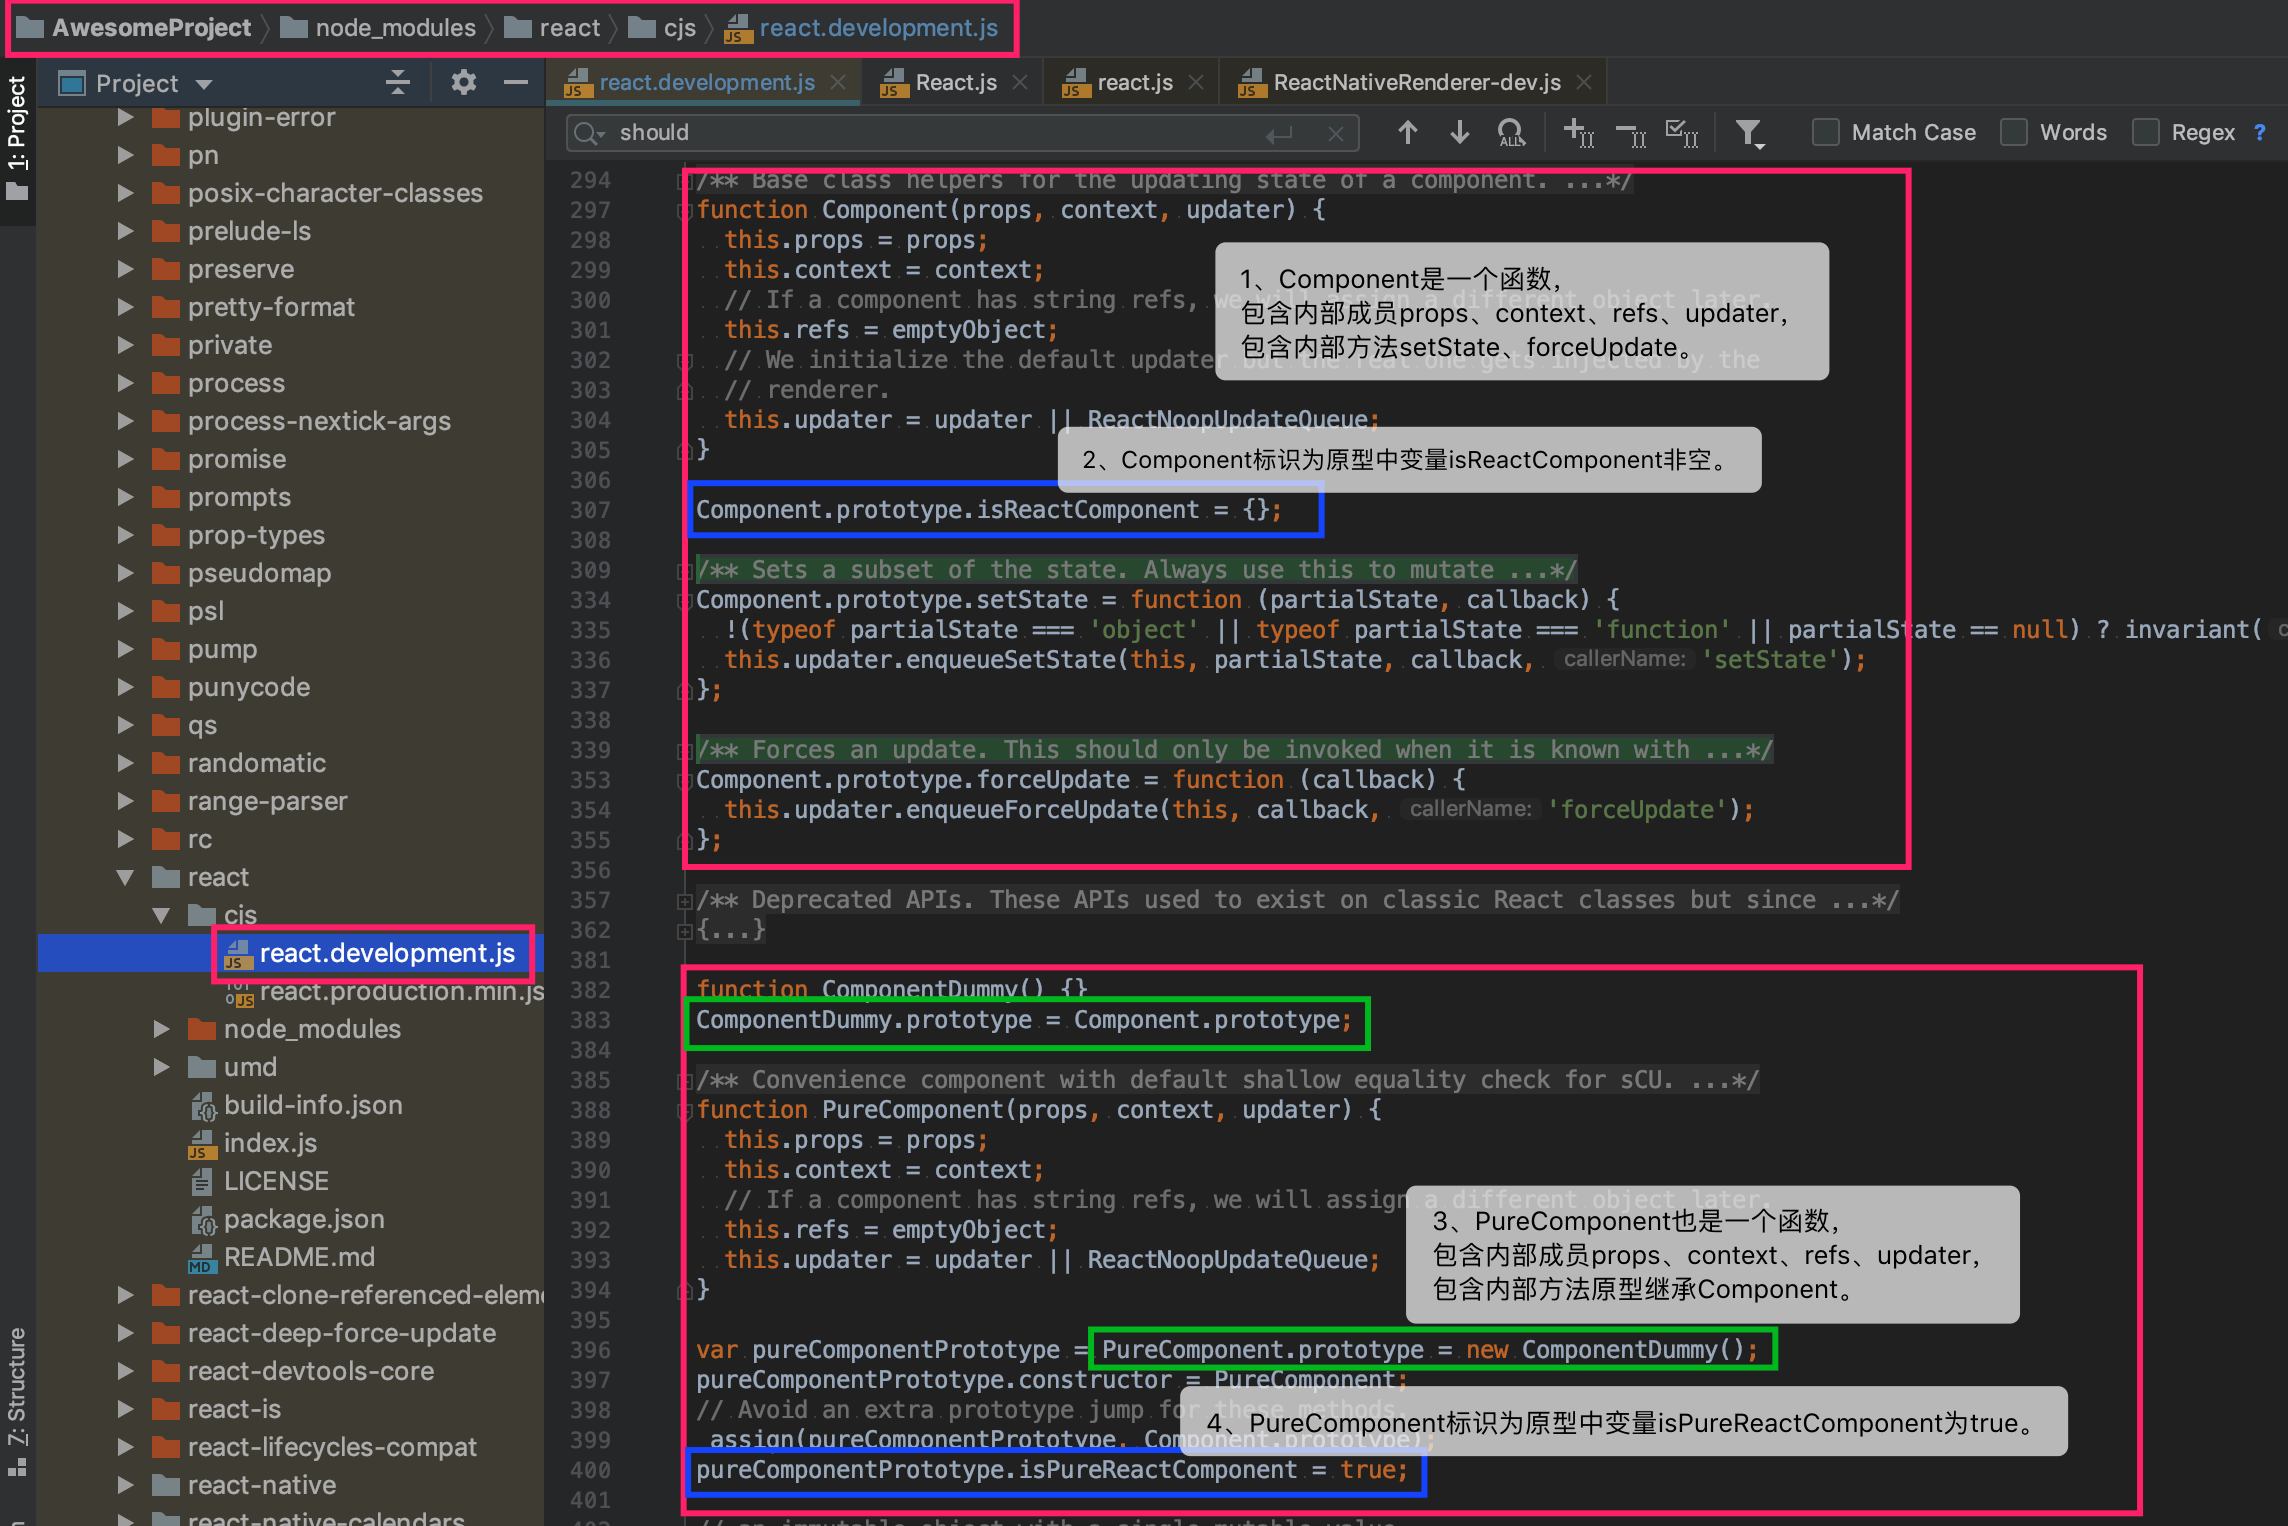 AwesomeProject node_modules react cjs react.development.js
1: Project
Project
react.development.js React.js react.js ReactNativeRenderer-dev.js
should
ALL
Match Case Words Regex ?
plugin-error
pn
posix-character-classes
prelude-ls
preserve
pretty-format
private
process
process-nextick-args
promise
prompts
prop-types
pseudomap
psl
pump
punycode
qs
randomatic
range-parser
rc
react
cjs
react.development.js
react.production.min.js
node_modules
umd
build-info.json
index.js
LICENSE
package.json
README.md
react-clone-referenced-eleme
react-deep-force-update
react-devtools-core
react-is
react-lifecycles-compat
react-native
react-native-calendars
Z: Structure
294 /** Base class helpers for the updating state of a component. ...*/
297 function Component(props, context, updater) {
298 this.props = props;
299 this.context = context;
300 // If a component has string refs, we will assign a different object later.
301 this.refs = emptyObject;
302 // We initialize the default updater but the real one gets injected by the
303 // renderer.
304 this.updater = updater || ReactNoopUpdateQueue;
305 }
306
307 Component.prototype.isReactComponent = {};
308
309 /** Sets a subset of the state. Always use this to mutate ...*/
334 Component.prototype.setState = function (partialState, callback) {
335 !(typeof partialState === 'object' || typeof partialState === 'function' || partialState == null) ? invariant( c
336 this.updater.enqueueSetState(this, partialState, callback, callerName: 'setState');
337 };
338
339 /** Forces an update. This should only be invoked when it is known with ...*/
353 Component.prototype.forceUpdate = function (callback) {
354 this.updater.enqueueForceUpdate(this, callback, callerName: 'forceUpdate');
355 };
356
357 /** Deprecated APIs. These APIs used to exist on classic React classes but since ...*/
362 {...}
381
382 function ComponentDummy() {}
383 ComponentDummy.prototype = Component.prototype;
384
385 /** Convenience component with default shallow equality check for sCU. ...*/
388 function PureComponent(props, context, updater) {
389 this.props = props;
390 this.context = context;
391 // If a component has string refs, we will assign a different object later.
392 this.refs = emptyObject;
393 this.updater = updater || ReactNoopUpdateQueue;
394 }
395
396 var pureComponentPrototype = PureComponent.prototype = new ComponentDummy();
397 pureComponentPrototype.constructor = PureComponent;
398 // Avoid an extra prototype jump for these methods.
399 _assign(pureComponentPrototype, Component.prototype);
400 pureComponentPrototype.isPureReactComponent = true;
401
// an immutable object with a single mutable value
1、Component是一个函数，
包含内部成员props、context、refs、updater，
包含内部方法setState、forceUpdate。
2、Component标识为原型中变量isReactComponent非空。
3、PureComponent也是一个函数，
包含内部成员props、context、refs、updater，
包含内部方法原型继承Component。
4、PureComponent标识为原型中变量isPureReactComponent为true。